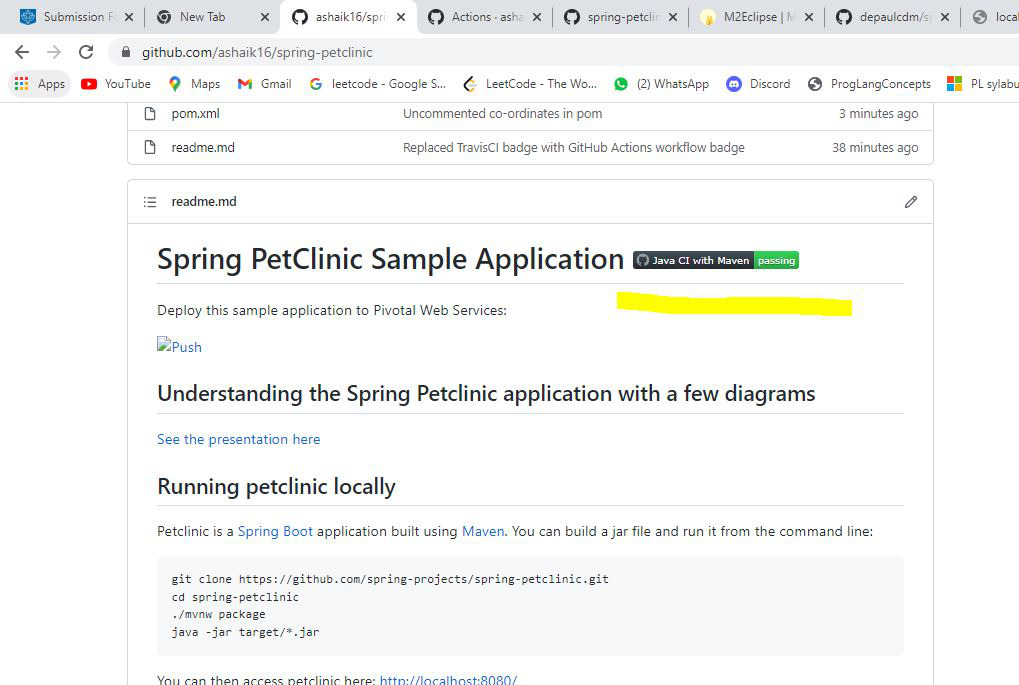 Submission F
New Tab
ashaik16/spri
Actions · asha
spring-petclin
M2Eclipse | M
depaulcdm/sp
loca
github.com/ashaik16/spring-petclinic
Apps
YouTube
Maps
Gmail
leetcode - Google S...
LeetCode - The Wo...
(2) WhatsApp
Discord
ProgLangConcepts
PL sylabu
pom.xml Uncommented co-ordinates in pom 3 minutes ago
readme.md Replaced TravisCI badge with GitHub Actions workflow badge 38 minutes ago
readme.md
Spring PetClinic Sample Application Java CI with Maven passing
Deploy this sample application to Pivotal Web Services:
Push
Understanding the Spring Petclinic application with a few diagrams
See the presentation here
Running petclinic locally
Petclinic is a Spring Boot application built using Maven. You can build a jar file and run it from the command line:
git clone https://github.com/spring-projects/spring-petclinic.git
cd spring-petclinic
./mvnw package
java -jar target/*.jar
You can then access petclinic here: http://localhost:8080/